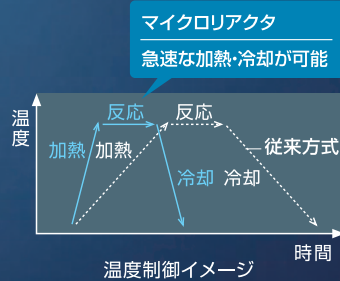 マイクロリアクタ
急速な加熱・冷却が可能
温度
反応
反応
加熱
加熱
従来方式
冷却
冷却
時間
温度制御イメージ